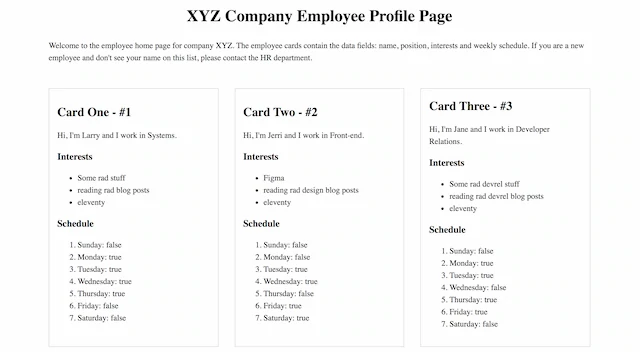 XYZ Company Employee Profile Page
Welcome to the employee home page for company XYZ. The employee cards contain the data fields: name, position, interests and weekly schedule. If you are a new
employee and don't see your name on this list, please contact the HR department.
Card One - #1
Hi, I'm Larry and I work in Systems.
Interests
• Some rad stuff
• reading rad blog posts
• eleventy
Schedule
1. Sunday: false
2. Monday: true
3. Tuesday: true
4. Wednesday: true
5. Thursday: true
6. Friday: false
7. Saturday: false
Card Two - #2
Hi, I'm Jerri and I work in Front-end.
Interests
• Figma
• reading rad design blog posts
• eleventy
Schedule
1. Sunday: false
2. Monday: false
3. Tuesday: true
4. Wednesday: true
5. Thursday: false
6. Friday: true
7. Saturday: true
Card Three - #3
Hi, I'm Jane and I work in Developer
Relations.
Interests
• Some rad devrel stuff
• reading rad devrel blog posts
• eleventy
Schedule
1. Sunday: false
2. Monday: true
3. Tuesday: true
4. Wednesday: false
5. Thursday: true
6. Friday: true
7. Saturday: false